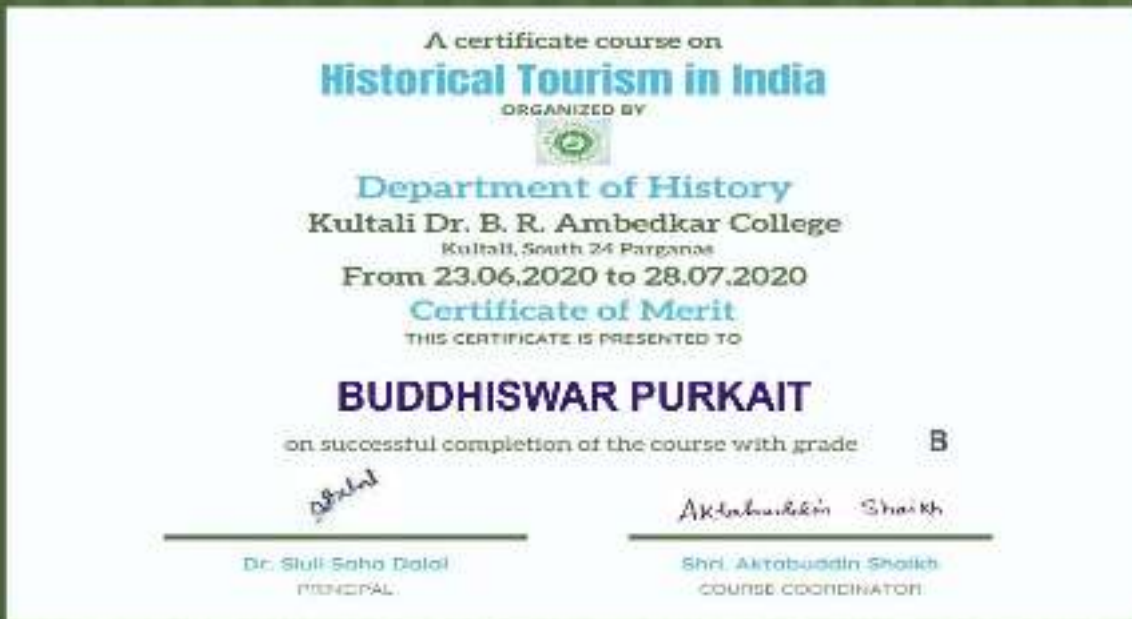 A certificate course on
Historical Tourism in India
ORGANIZED BY
Department of History
Kultali Dr. B. R. Ambedkar College
Kultali, South 24 Parganas
From 23.06.2020 to 28.07.2020
Certificate of Merit
THIS CERTIFICATE IS PRESENTED TO
BUDDHISWAR PURKAIT
on successful completion of the course with grade B
Aktabuddin Shaikh
Dr. Siuli Saha Dalal
Shri. Aktabuddin Shaikh
PRINCIPAL
COURSE COORDINATOR